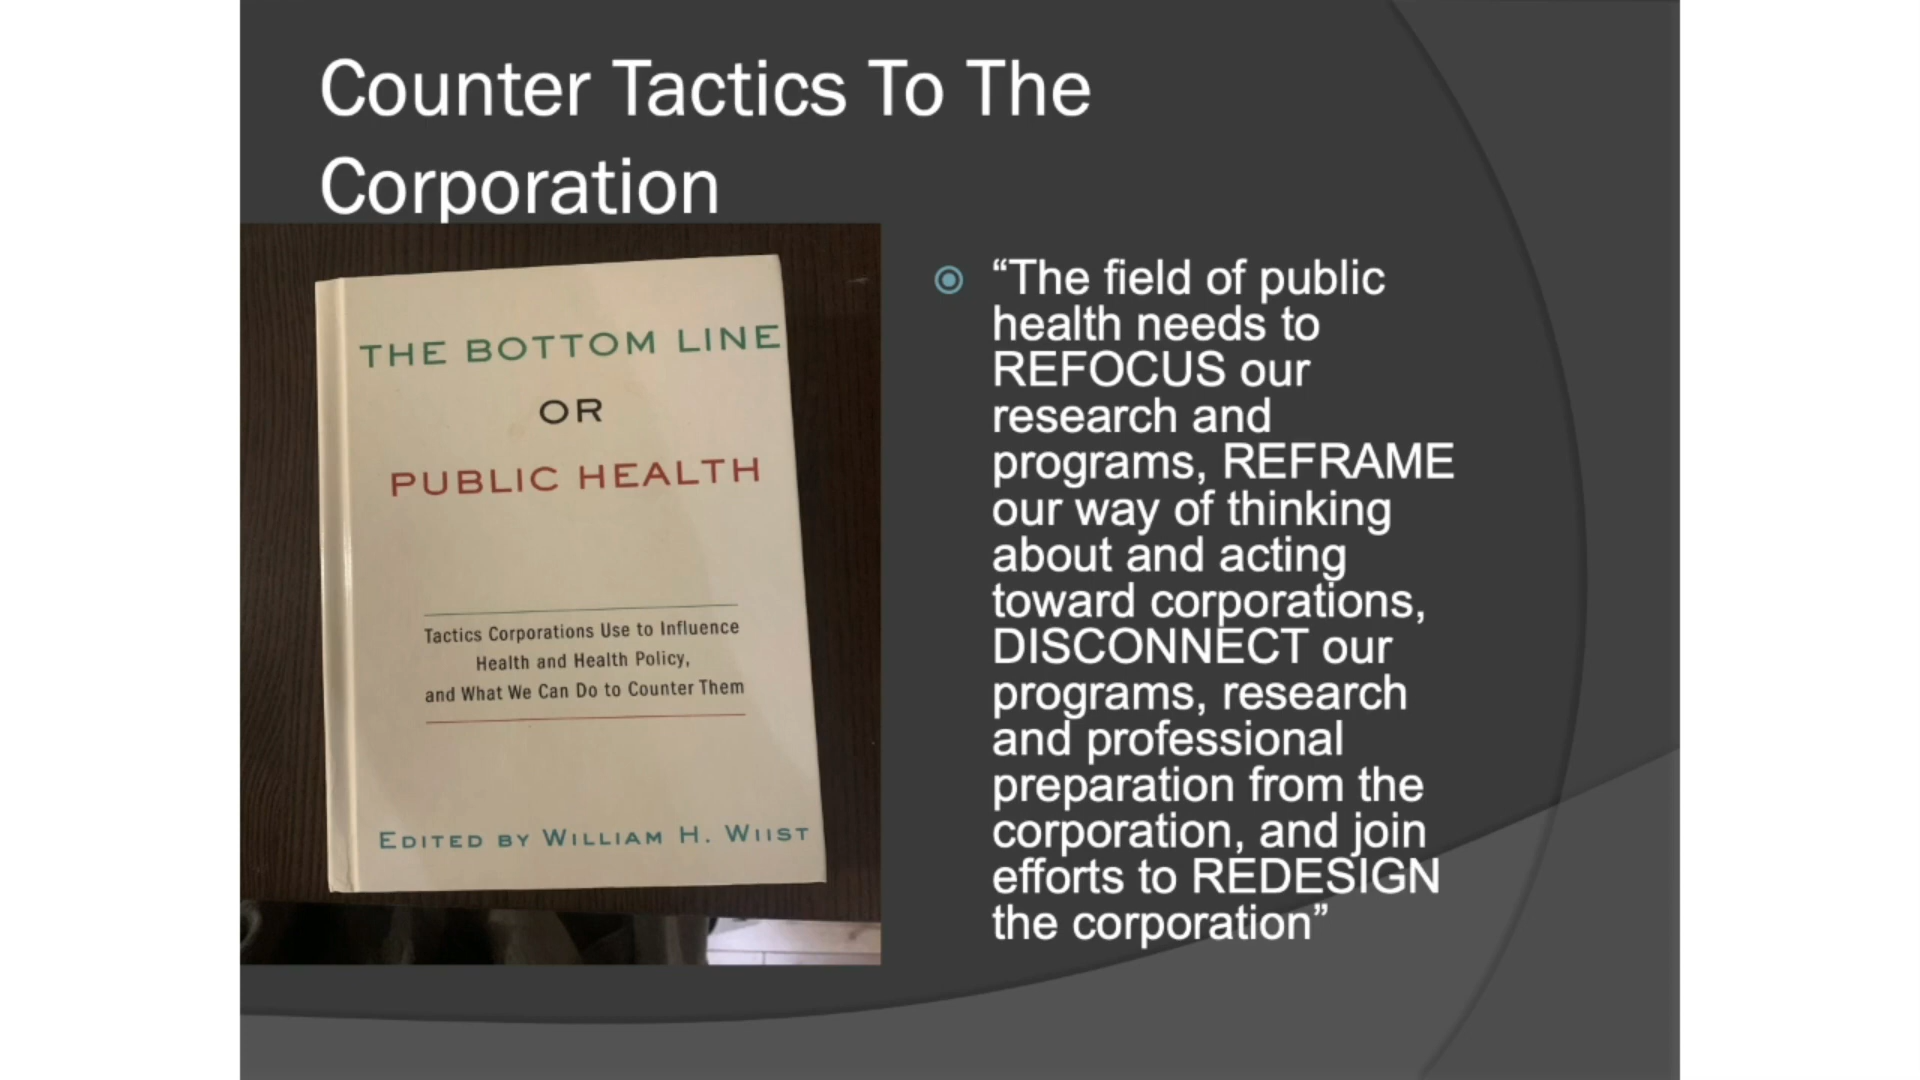 Counter Tactics To The
Corporation
THE BOTTOM LINE
OR
PUBLIC HEALTH
Tactics Corporations Use to Influence
Health and Health Policy,
and What We Can Do to Counter Them
EDITED BY WILLIAM H. WIIST
“The field of public
health needs to
REFOCUS our
research and
programs, REFRAME
our way of thinking
about and acting
toward corporations,
DISCONNECT our
programs, research
and professional
preparation from the
corporation, and join
efforts to REDESIGN
the corporation”